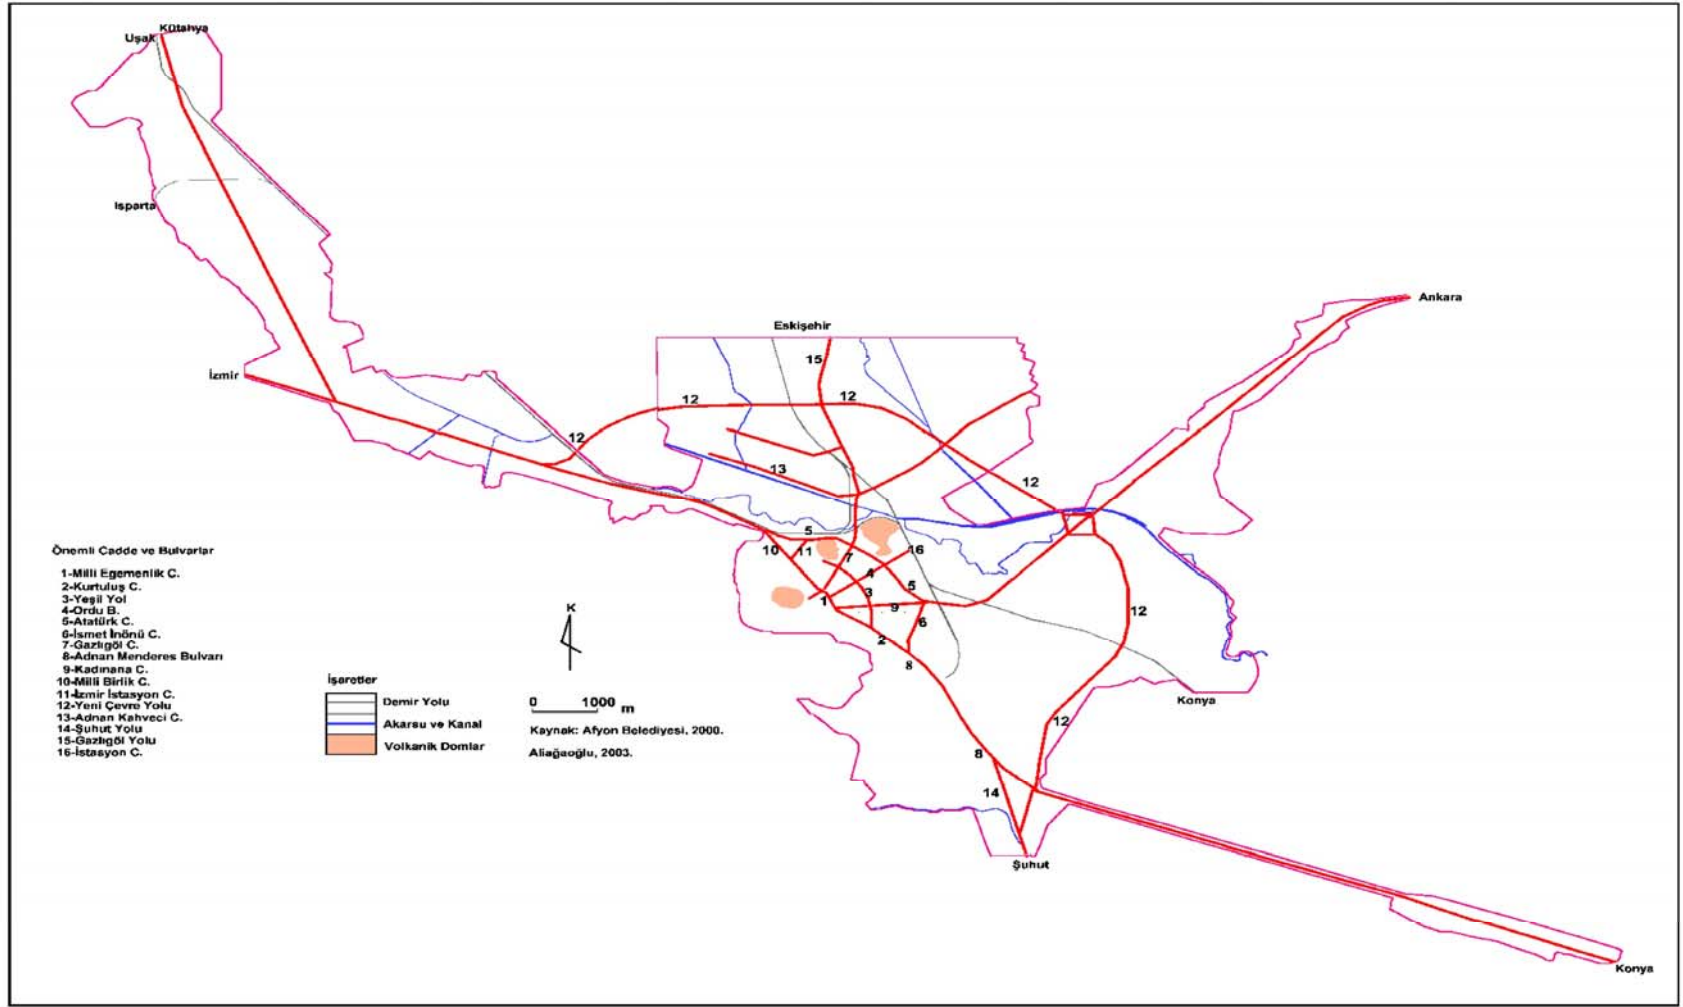 Kütahya
Uşak
Isparta
Ankara
Eskişehir
15
İzmir
12
12
12
13
12
5
10
11
7
16
4
3
5
1
9
6
2
8
12
Konya
12
8
14
Şuhut
Konya
Önemli Cadde ve Bulvarlar
1-Milli Egemenlik C.
2-Kurtuluş C.
3-Yeşil Yol
4-Ordu B.
5-Atatürk C.
6-İsmet İnönü C.
7-Gazlıgöl C.
8-Adnan Menderes Bulvarı
9-Kadınana C.
10-Milli Birlik C.
11-İzmir İstasyon C.
12-Yeni Çevre Yolu
13-Adnan Kahveci C.
14-Şuhut Yolu
15-Gazlıgöl Yolu
16-İstasyon C.
K
İşaretler
Demir Yolu
Akarsu ve Kanal
Volkanik Domlar
0 1000 m
Kaynak: Afyon Belediyesi, 2000.
Aliağaoğlu, 2003.